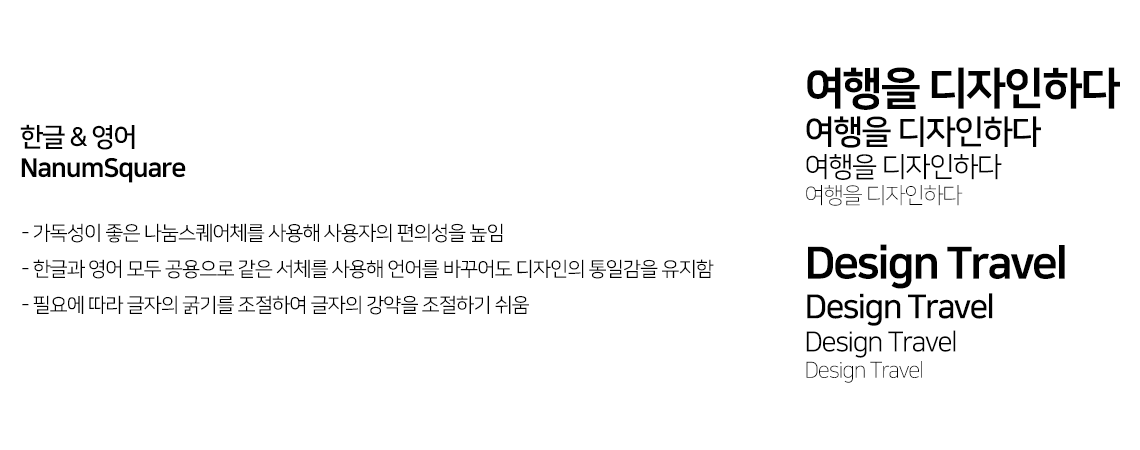 한글 & 영어
NanumSquare
- 가독성이 좋은 나눔스퀘어체를 사용해 사용자의 편의성을 높임
- 한글과 영어 모두 공용으로 같은 서체를 사용해 언어를 바꾸어도 디자인의 통일감을 유지함
- 필요에 따라 글자의 굵기를 조절하여 글자의 강약을 조절하기 쉬움
여행을 디자인하다
여행을 디자인하다
여행을 디자인하다
여행을 디자인하다
Design Travel
Design Travel
Design Travel
Design Travel